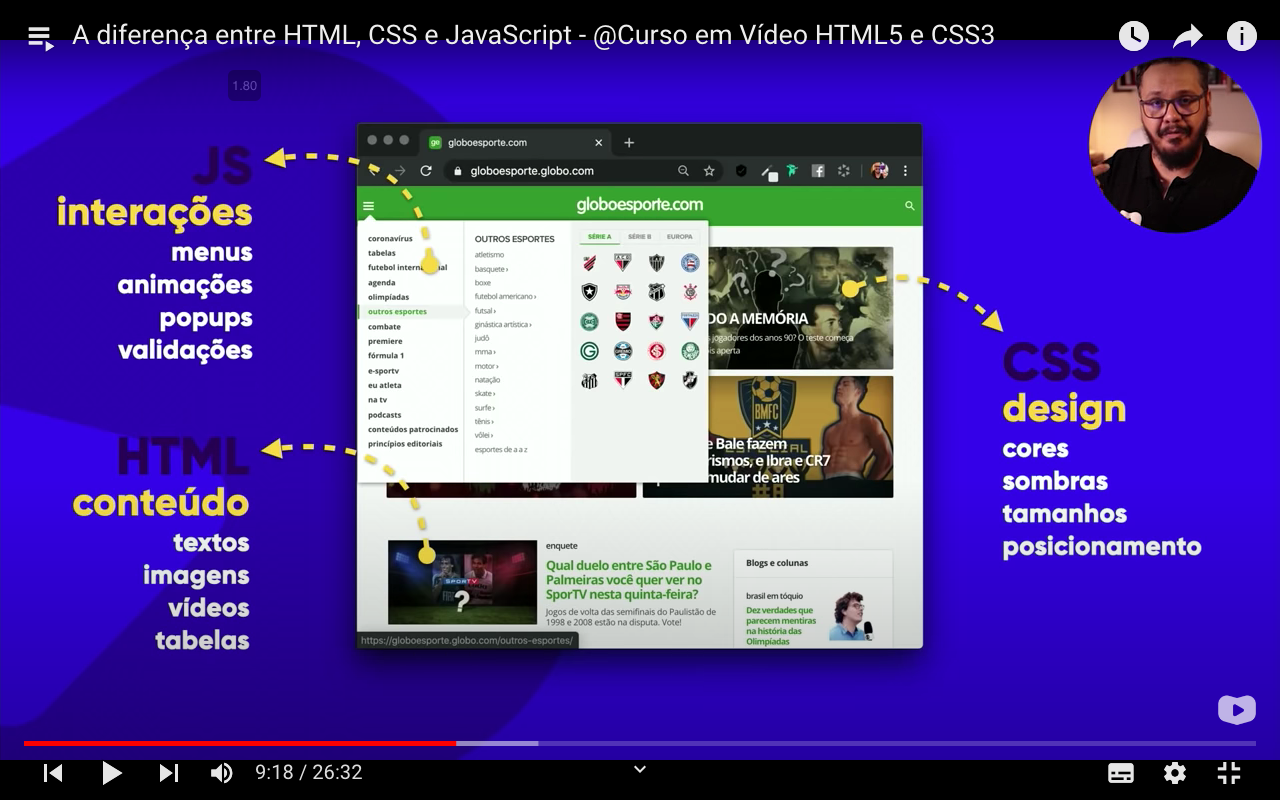 A diferença entre HTML, CSS e JavaScript - @Curso em Vídeo HTML5 e CSS3
1.80
JS
interações
menus
animações
popups
validações
HTML
conteúdo
textos
imagens
vídeos
tabelas
go globoesporte.com
globoesporte.globo.com
globoesporte.com
coronavírus
tabelas
futebol inter al
agenda
olimpíadas
outros esportes
combate
premiere
fórmula 1
e-sportv
eu atleta
na tv
podcasts
conteúdos patrocinados
princípios editoriais
OUTROS ESPORTES
atletismo
basquete ›
boxe
futebol americano ›
futsal ›
ginástica artística ›
judô
mma ›
motor ›
natação
skate ›
surfe ›
tênis ›
vôlei ›
esportes de a a z
SÉRIE A SÉRIE B EUROPA
DO A MEMÓRIA
s jogadores dos anos 90? O teste começa
is aperta
BMFC
ESPECIAL
e Bale fazem
rismos, e Ibra e CR7
mudar de ares
SPORTV
?
enquete
Qual duelo entre São Paulo e
Palmeiras você quer ver no
SporTV nesta quinta-feira?
Jogos de volta das semifinais do Paulistão de
1998 e 2008 estão na disputa. Vote!
Blogs e colunas
brasil em tóquio
Dez verdades que
parecem mentiras
na história das
Olimpíadas
https://globoesporte.globo.com/outros-esportes/
CSS
design
cores
sombras
tamanhos
posicionamento
9:18 / 26:32